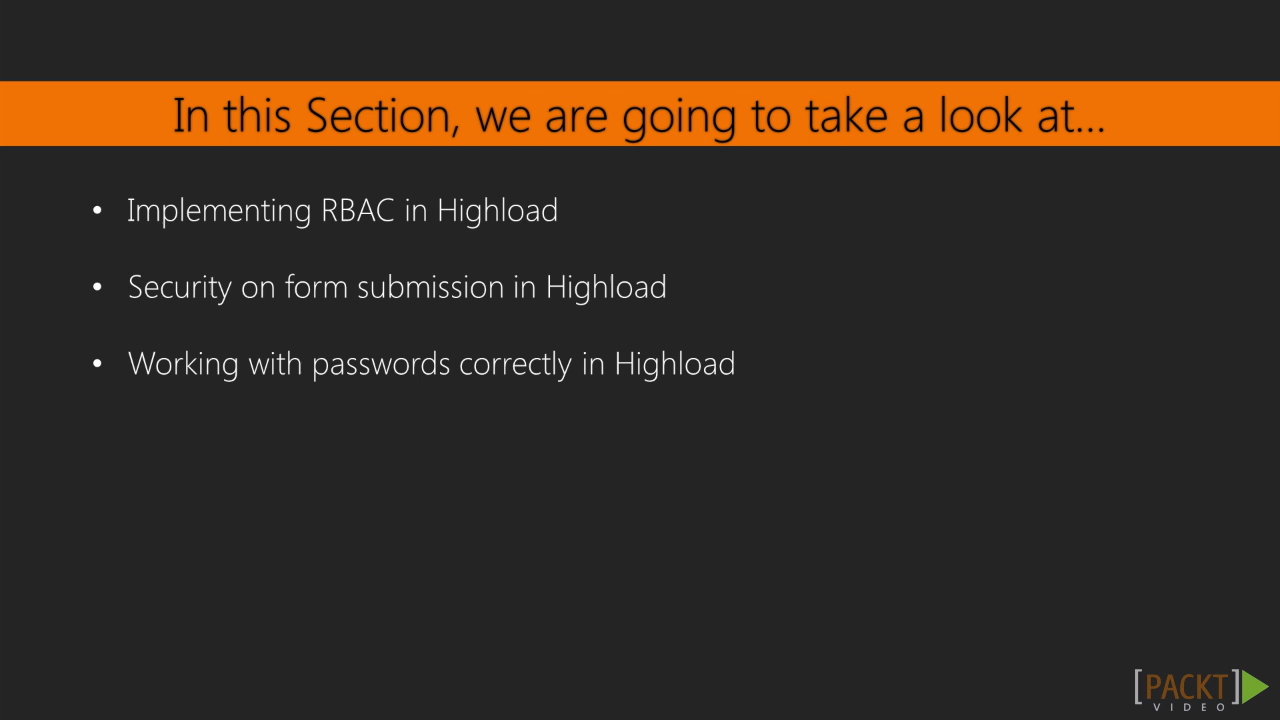 In this Section, we are going to take a look at...
• Implementing RBAC in Highload
• Security on form submission in Highload
• Working with passwords correctly in Highload
[PACKT]
VIDEO